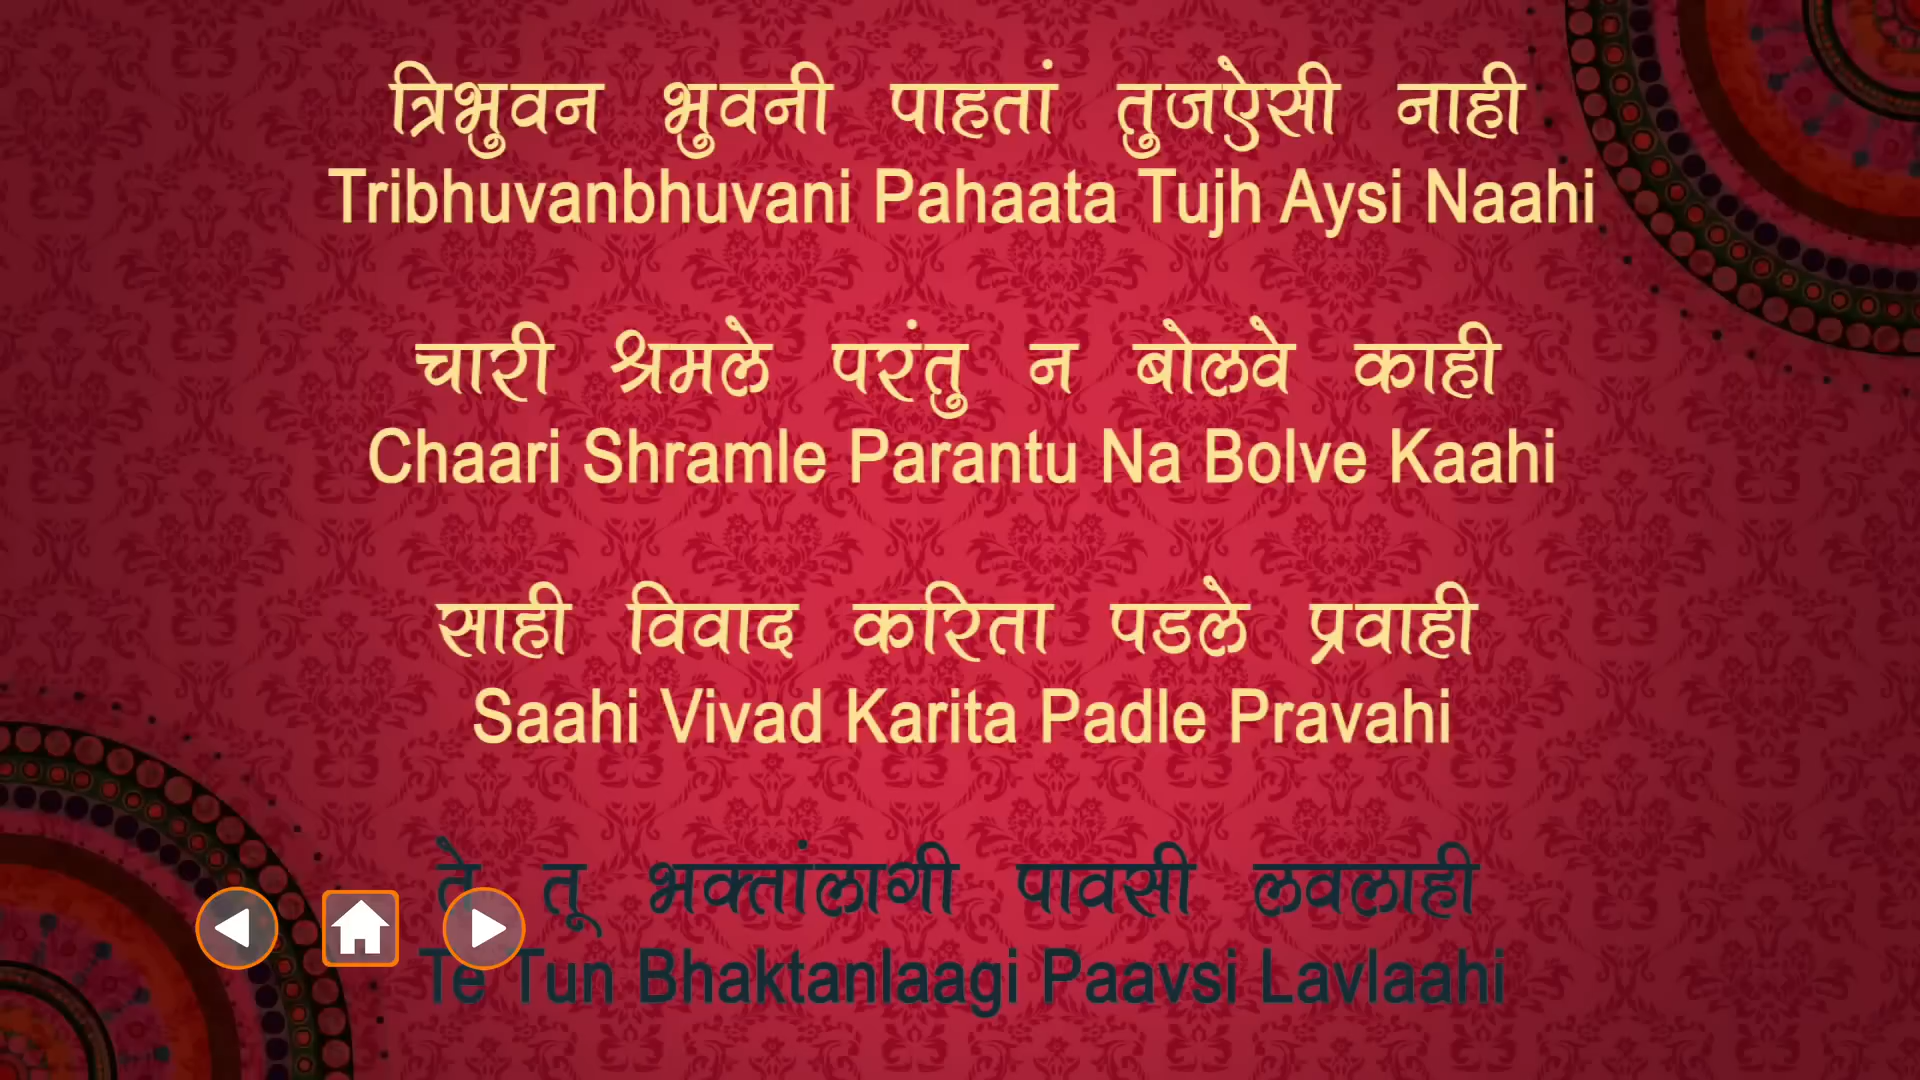 त्रिभुवन भुवनी पाहतां तुजऐसी नाही
Tribhuvanbhuvani Pahaata Tujh Aysi Naahi
चारी श्रमले परंतु न बोलवे काही
Chaari Shramle Parantu Na Bolve Kaahi
साही विवाद करिता पडले प्रवाही
Saahi Vivad Karita Padle Pravahi
ते तू भक्तांलागी पावसी लवलाही
Te Tun Bhaktanlaagi Paavsi Lavlaahi